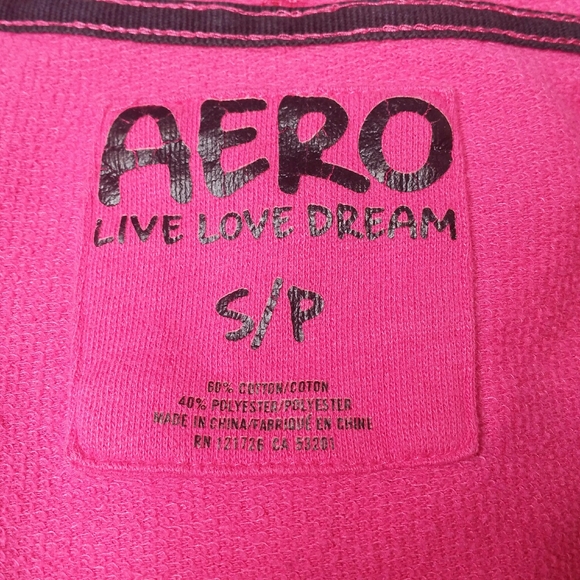 AERO
LIVE LOVE DREAM
S/P
60% COTTON/COTON
40% POLYESTER/POLYESTER
MADE IN CHINA/FABRIQUÉ EN CHINE
RN 121726 CA 53201